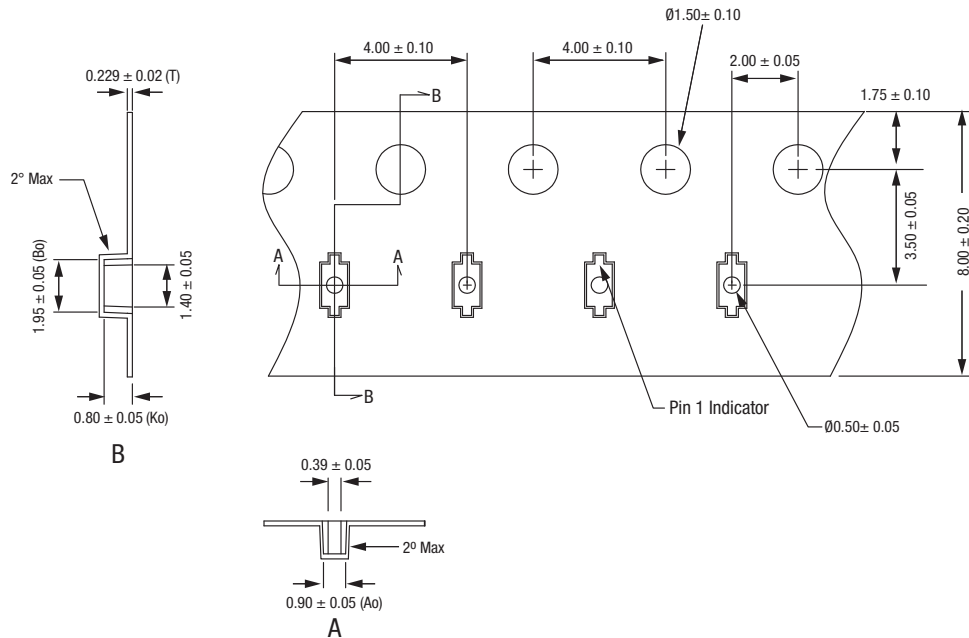 Ø1.50± 0.10
4.00 ± 0.10
4.00 ± 0.10
2.00 ± 0.05
0.229 ± 0.02 (T)
1.75 ± 0.10
B
2° Max
3.50 ± 0.05
8.00 ± 0.20
A
A
1.95 ± 0.05 (Bo)
1.40 ± 0.05
B
Pin 1 Indicator
0.80 ± 0.05 (Ko)
Ø0.50± 0.05
B
0.39 ± 0.05
2º Max
0.90 ± 0.05 (Ao)
A